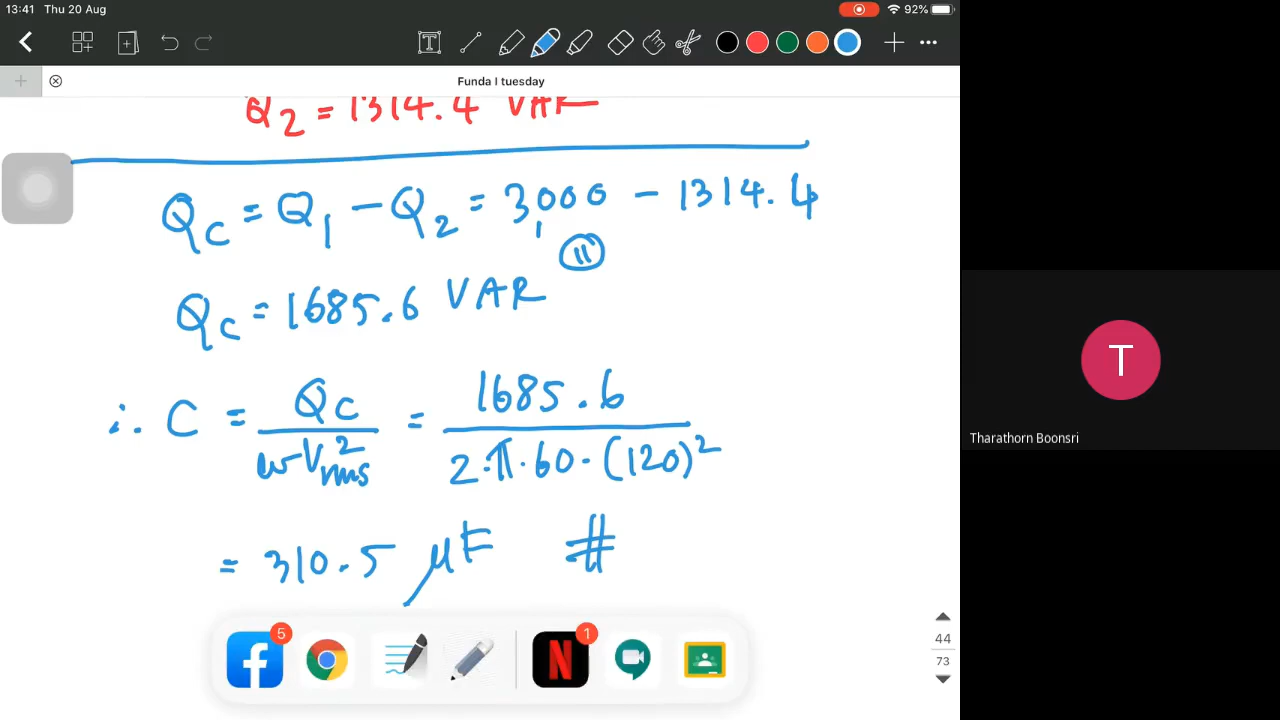 13:41 Thu 20 Aug 92%
T
Funda I tuesday
Q2 = 1314.4 VAR
Qc = Q1 - Q2 = 3,000 - 1314.4
11
Qc = 1685.6 VAR
∴ C = Qc / ω·V²rms = 1685.6 / 2·π·60·(120)²
= 310.5 μF #
T
Tharathorn Boonsri
5
N 1
44
73